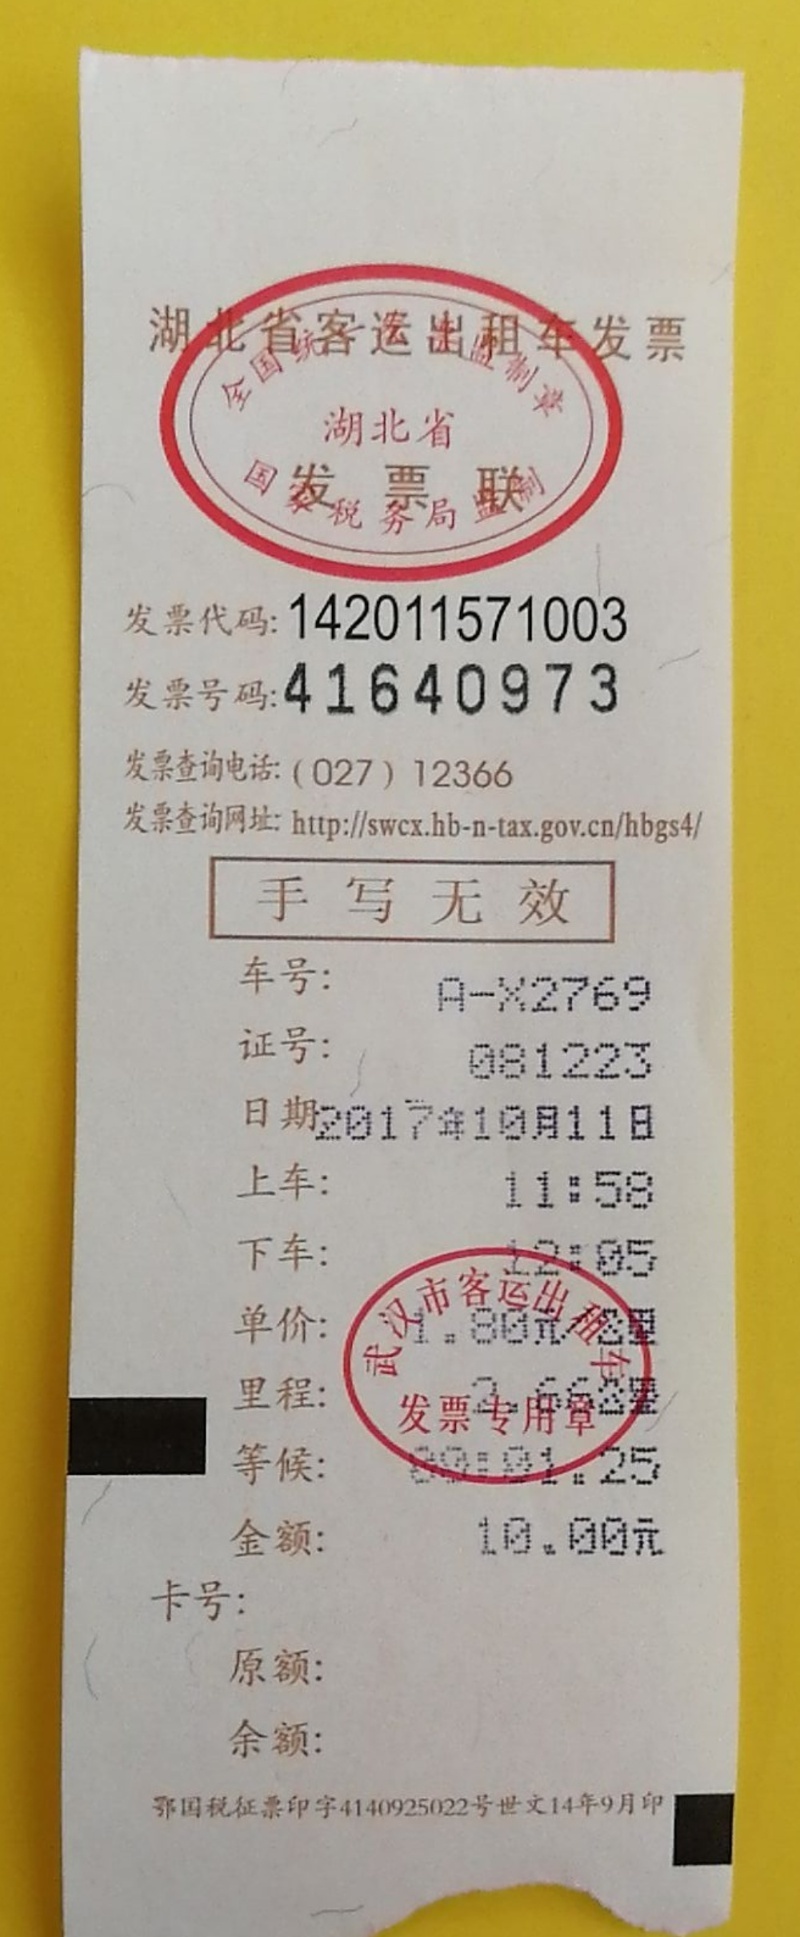 湖北省客运出租车发票
全国统一发票监制章
湖北省
发票联
国家税务局监制
发票代码:142011571003
发票号码:41640973
发票查询电话:(027)12366
发票查询网址:http://swcx.hb-n-tax.gov.cn/hbgs4/
手写无效
车号: A-X2769
证号: 081223
日期 2017年10月11日
上车: 11:58
下车: 12:05
武汉市客运出租车
单价: 1.80元/公里
里程: 2.6公里
发票专用章
等候: 00:01.25
金额: 10.00元
卡号:
原额:
余额:
鄂国税征票印字4140925022号世文14年9月印